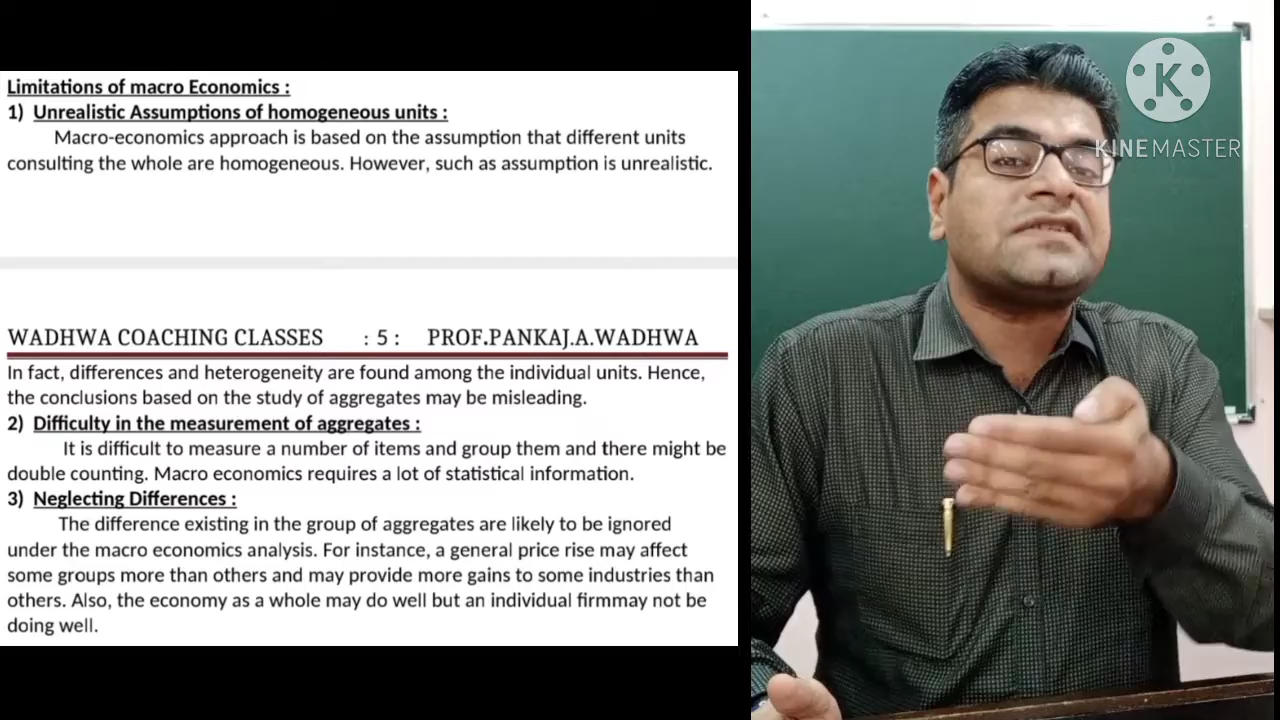 Limitations of macro Economics :
1) Unrealistic Assumptions of homogeneous units :
Macro-economics approach is based on the assumption that different units
consulting the whole are homogeneous. However, such as assumption is unrealistic.
WADHWA COACHING CLASSES : 5 : PROF.PANKAJ.A.WADHWA
In fact, differences and heterogeneity are found among the individual units. Hence,
the conclusions based on the study of aggregates may be misleading.
2) Difficulty in the measurement of aggregates :
It is difficult to measure a number of items and group them and there might be
double counting. Macro economics requires a lot of statistical information.
3) Neglecting Differences :
The difference existing in the group of aggregates are likely to be ignored
under the macro economics analysis. For instance, a general price rise may affect
some groups more than others and may provide more gains to some industries than
others. Also, the economy as a whole may do well but an individual firmmay not be
doing well.
K
KINEMASTER